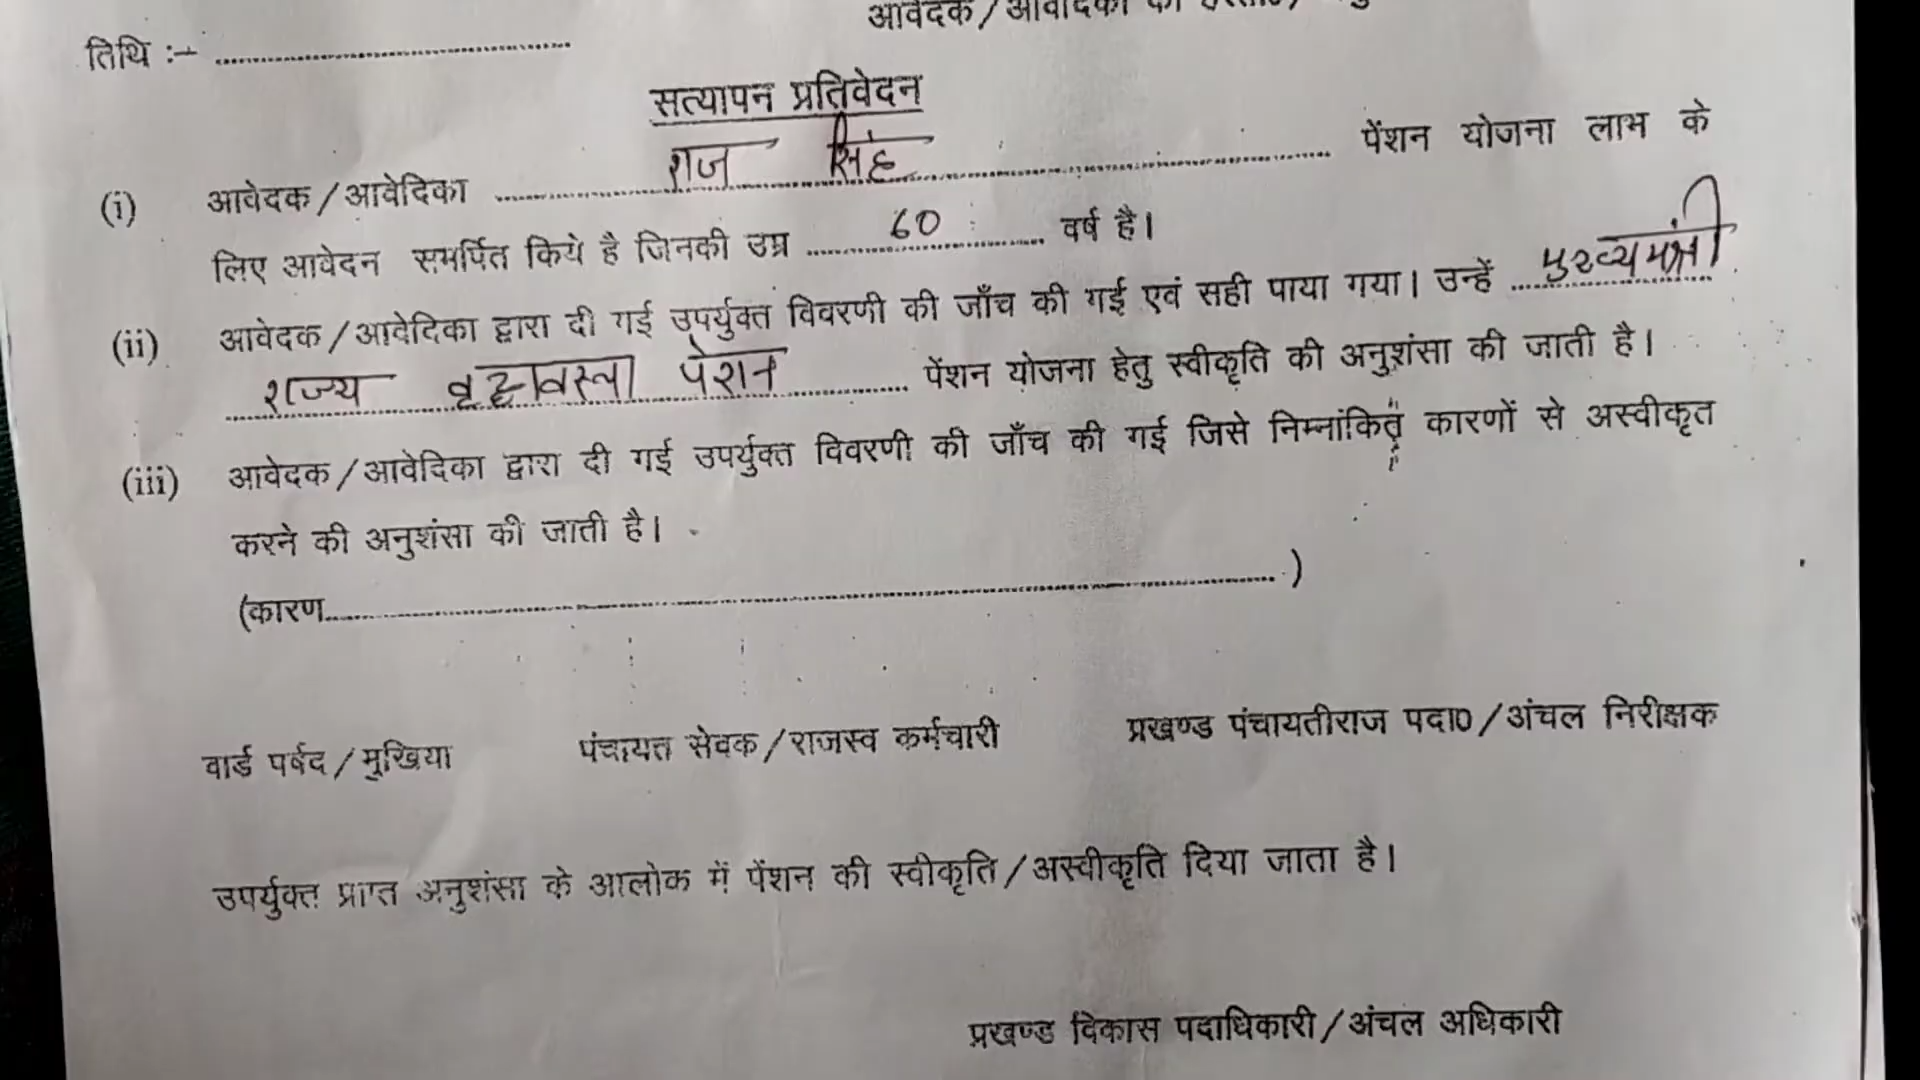 आवेदक/आवेदिका
तिथि :-
सत्यापन प्रतिवेदन
(i) आवेदक/आवेदिका राज सिंह पेंशन योजना लाभ के
लिए आवेदन समर्पित किये है जिनकी उम्र 60 वर्ष है।
(ii) आवेदक/आवेदिका द्वारा दी गई उपर्युक्त विवरणी की जाँच की गई एवं सही पाया गया। उन्हें मुख्यमंत्री
राज्य वृद्धावस्था पेंशन पेंशन योजना हेतु स्वीकृति की अनुशंसा की जाती है।
(iii) आवेदक/आवेदिका द्वारा दी गई उपर्युक्त विवरणी की जाँच की गई जिसे निम्नांकित कारणों से अस्वीकृत
करने की अनुशंसा की जाती है।
(कारण )
वार्ड पर्षद/मुखिया पंचायत सेवक/राजस्व कर्मचारी प्रखण्ड पंचायतीराज पदा०/अंचल निरीक्षक
उपर्युक्त प्राप्त अनुशंसा के आलोक में पेंशन की स्वीकृति/अस्वीकृति दिया जाता है।
प्रखण्ड विकास पदाधिकारी/अंचल अधिकारी